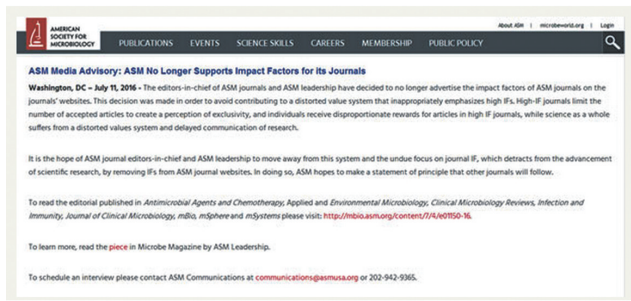 About ASM | microbeworld.org | Login
AMERICAN
SOCIETY FOR
MICROBIOLOGY
PUBLICATIONS EVENTS SCIENCE SKILLS CAREERS MEMBERSHIP PUBLIC POLICY
ASM Media Advisory: ASM No Longer Supports Impact Factors for its Journals
Washington, DC – July 11, 2016 - The editors-in-chief of ASM journals and ASM leadership have decided to no longer advertise the impact factors of ASM journals on the
journals' websites. This decision was made in order to avoid contributing to a distorted value system that inappropriately emphasizes high IFs. High-IF journals limit the
number of accepted articles to create a perception of exclusivity, and individuals receive disproportionate rewards for articles in high IF journals, while science as a whole
suffers from a distorted values system and delayed communication of research.
It is the hope of ASM journal editors-in-chief and ASM leadership to move away from this system and the undue focus on journal IF, which detracts from the advancement
of scientific research, by removing IFs from ASM journal websites. In doing so, ASM hopes to make a statement of principle that other journals will follow.
To read the editorial published in Antimicrobial Agents and Chemotherapy, Applied and Environmental Microbiology, Clinical Microbiology Reviews, Infection and
Immunity, Journal of Clinical Microbiology, mBio, mSphere and mSystems please visit: http://mbio.asm.org/content/7/4/e01150-16.
To learn more, read the piece in Microbe Magazine by ASM Leadership.
To schedule an interview please contact ASM Communications at communications@asmusa.org or 202-942-9365.